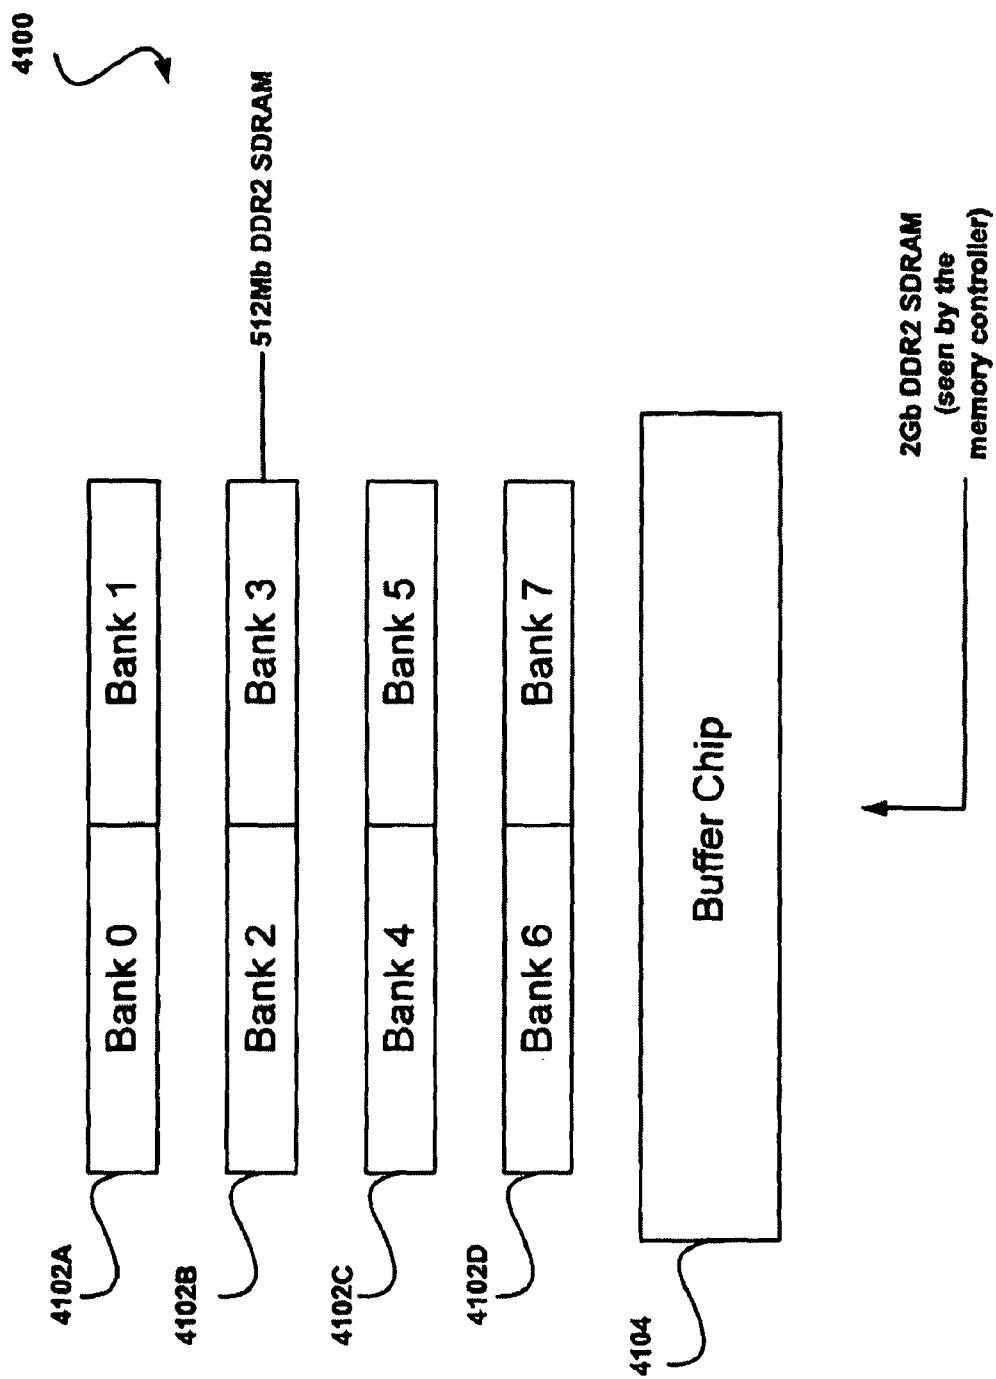 4100
4102A
Bank 0
Bank 1
4102B
Bank 2
Bank 3
512Mb DDR2 SDRAM
4102C
Bank 4
Bank 5
4102D
Bank 6
Bank 7
4104
Buffer Chip
2Gb DDR2 SDRAM
(seen by the
memory controller)